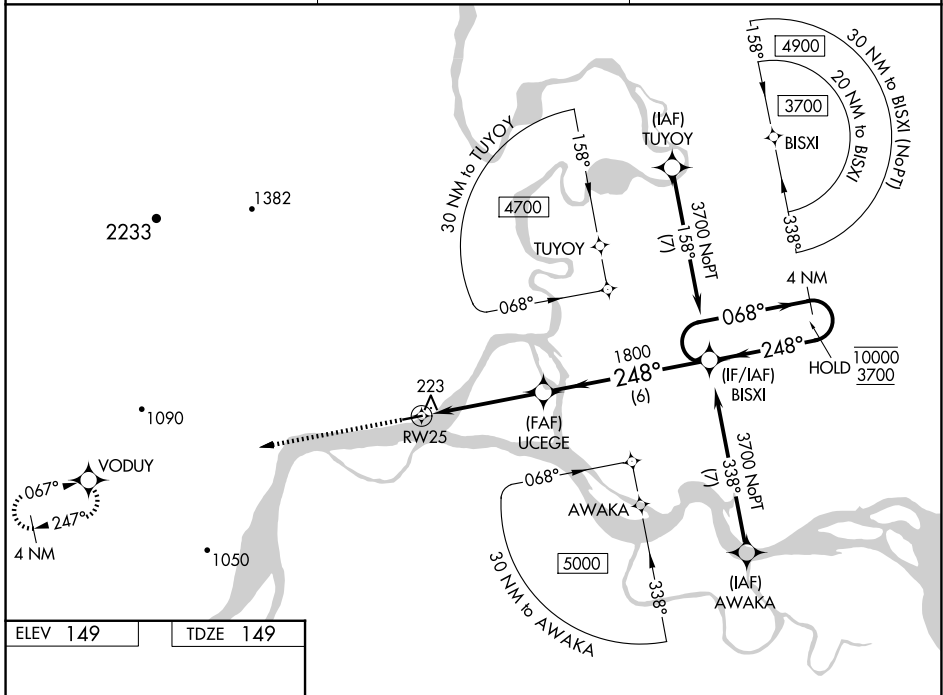 158°
4900
30 NM to BISXI (NoPT)
3700
20 NM to BISXI
BISXI
338°
(IAF)
TUYOY
30 NM to TUYOY
158°
4700
TUYOY
068°
1382
2233
3700 NoPT
158°
(7)
4 NM
068°
248°
HOLD
10000
3700
(IF/IAF)
BISXI
1800
248°
(6)
223
RW25
(FAF)
UCEGE
1090
VODUY
067°
247°
4 NM
1050
3700 NoPT
338°
(7)
068°
AWAKA
5000
338°
30 NM to AWAKA
(IAF)
AWAKA
ELEV 149
TDZE 149